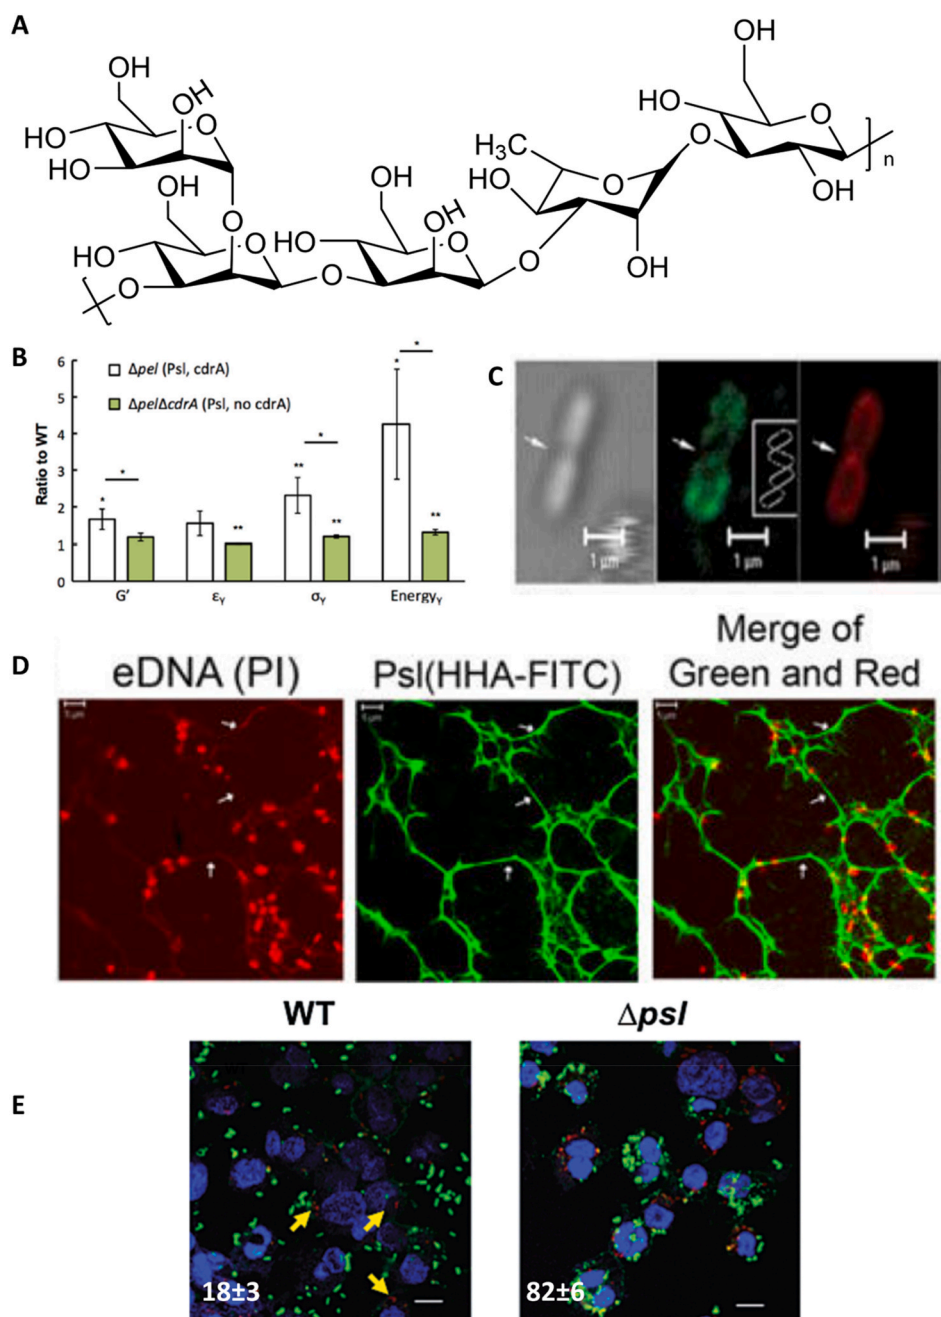 A
OH
OH
OH
OH
HO
O
HO
O
HO
HO
H₃C
O
O
n
OH
OH
O
HO
OH
OH
OH
O
HO
HO
O
O
O
O
O
OH
B
6
5
4
3
2
1
0
Ratio to WT
Δpel (Psl, cdrA)
ΔpelΔcdrA (Psl, no cdrA)
*
*
**
**
*
**
*
*
**
G'
εY
σY
EnergyY
C
1 µm
1 µm
1 µm
D
eDNA (PI)
Psl(HHA-FITC)
Merge of
Green and Red
WT
Δpsl
E
18±3
82±6